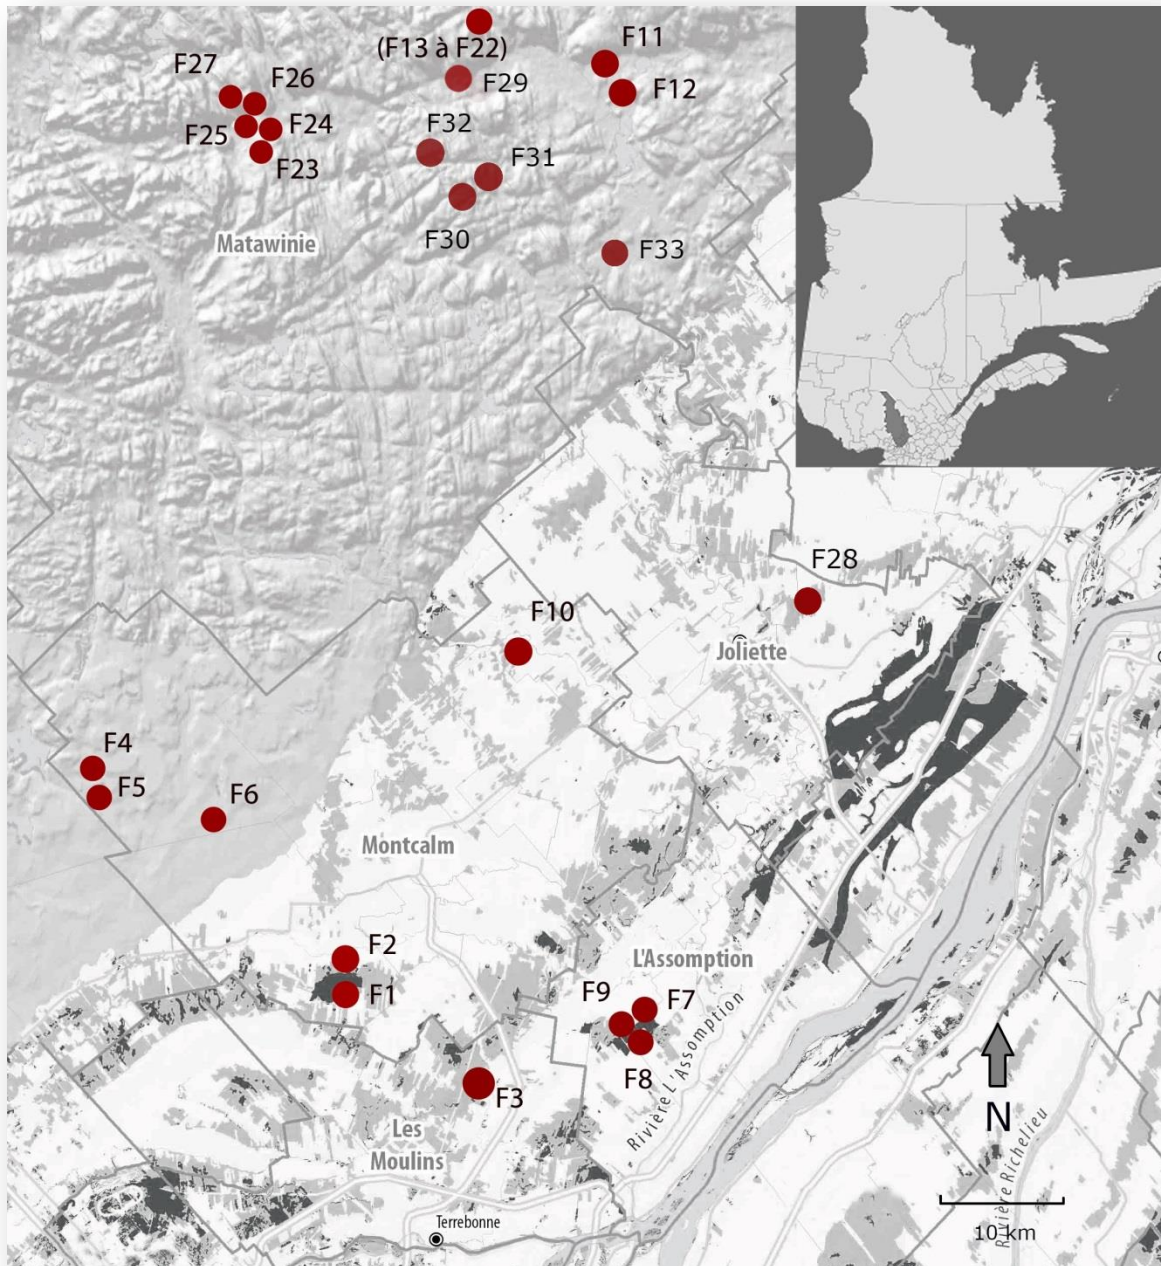 (F13 à F22)
F11
F27
F26
F29
F12
F25
F24
F32
F23
F31
Matawinie
F30
F33
F28
F10
Joliette
F4
F5
F6
Montcalm
F2
L'Assomption
F1
F9
F7
F8
F3
Rivière L'Assomption
N
Les
Moulins
Rivière Richelieu
Terrebonne
10 km